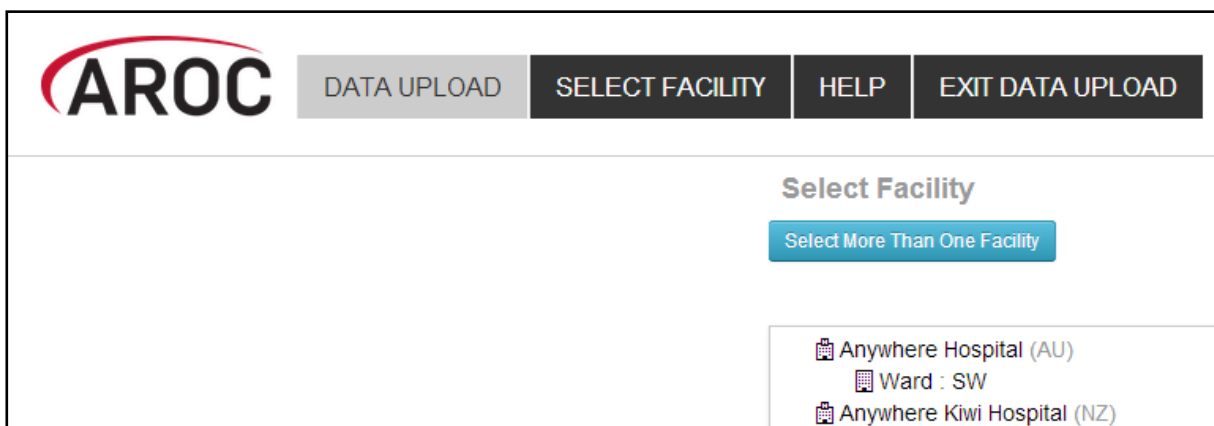 AROC DATA UPLOAD SELECT FACILITY HELP EXIT DATA UPLOAD
Select Facility
Select More Than One Facility
Anywhere Hospital (AU)
Ward : SW
Anywhere Kiwi Hospital (NZ)